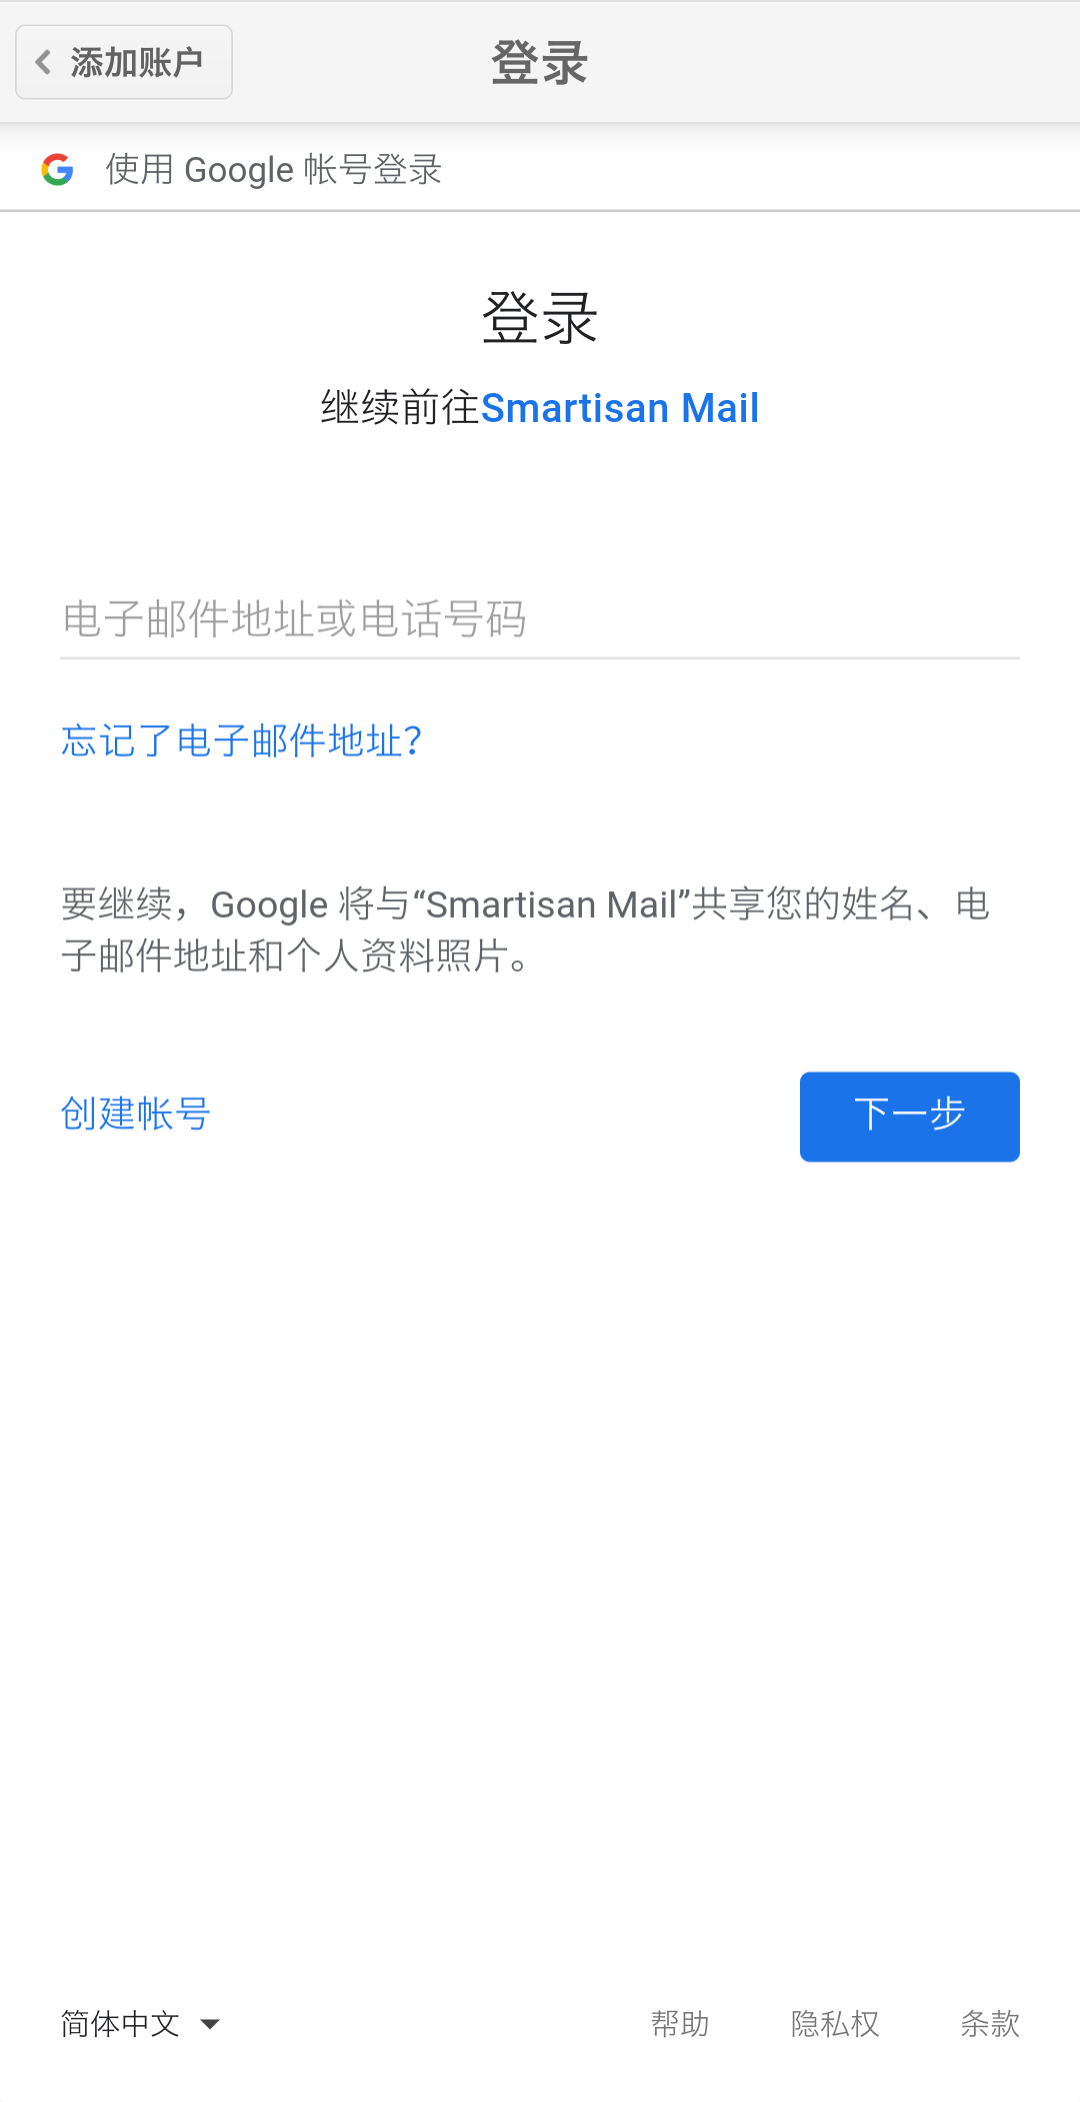 添加账户
登录
使用 Google 帐号登录
登录
继续前往Smartisan Mail
电子邮件地址或电话号码
忘记了电子邮件地址?
要继续，Google 将与“Smartisan Mail”共享您的姓名、电
子邮件地址和个人资料照片。
创建帐号
下一步
简体中文
帮助
隐私权
条款